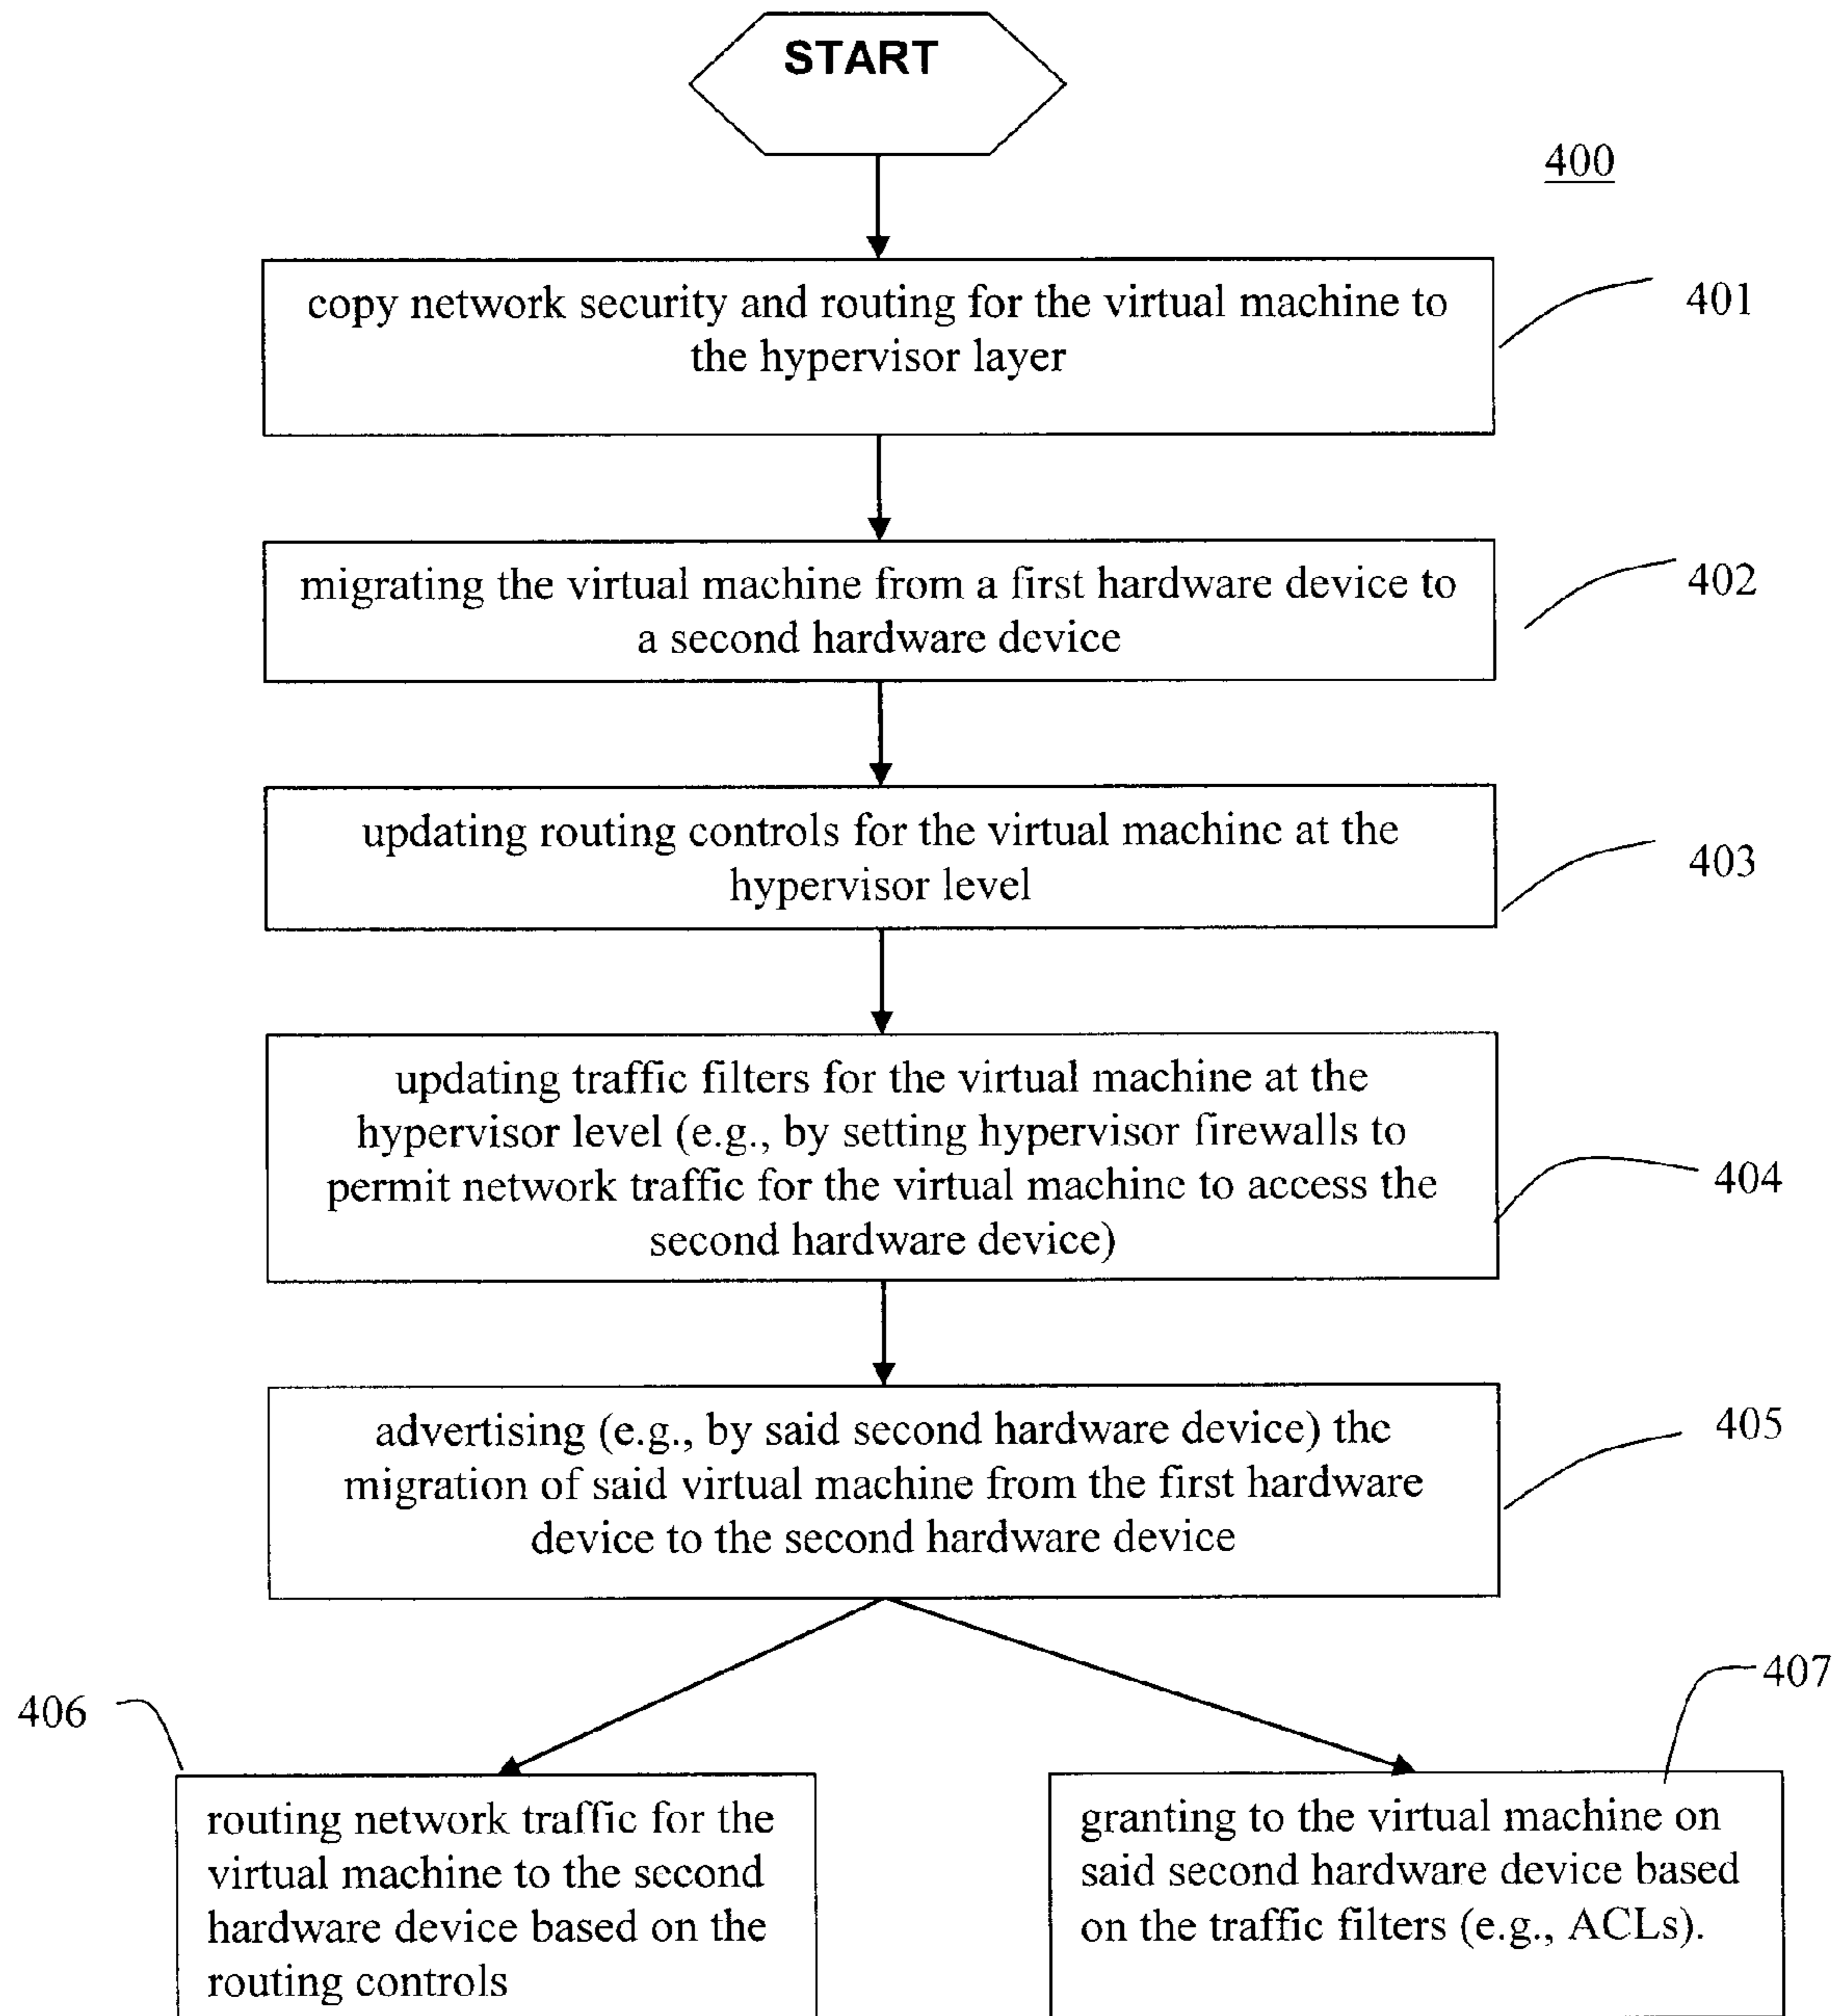 START
400
copy network security and routing for the virtual machine to
the hypervisor layer
401
migrating the virtual machine from a first hardware device to
a second hardware device
402
updating routing controls for the virtual machine at the
hypervisor level
403
updating traffic filters for the virtual machine at the
hypervisor level (e.g., by setting hypervisor firewalls to
permit network traffic for the virtual machine to access the
second hardware device)
404
advertising (e.g., by said second hardware device) the
migration of said virtual machine from the first hardware
device to the second hardware device
405
406
routing network traffic for the
virtual machine to the second
hardware device based on the
routing controls
407
granting to the virtual machine on
said second hardware device based
on the traffic filters (e.g., ACLs).